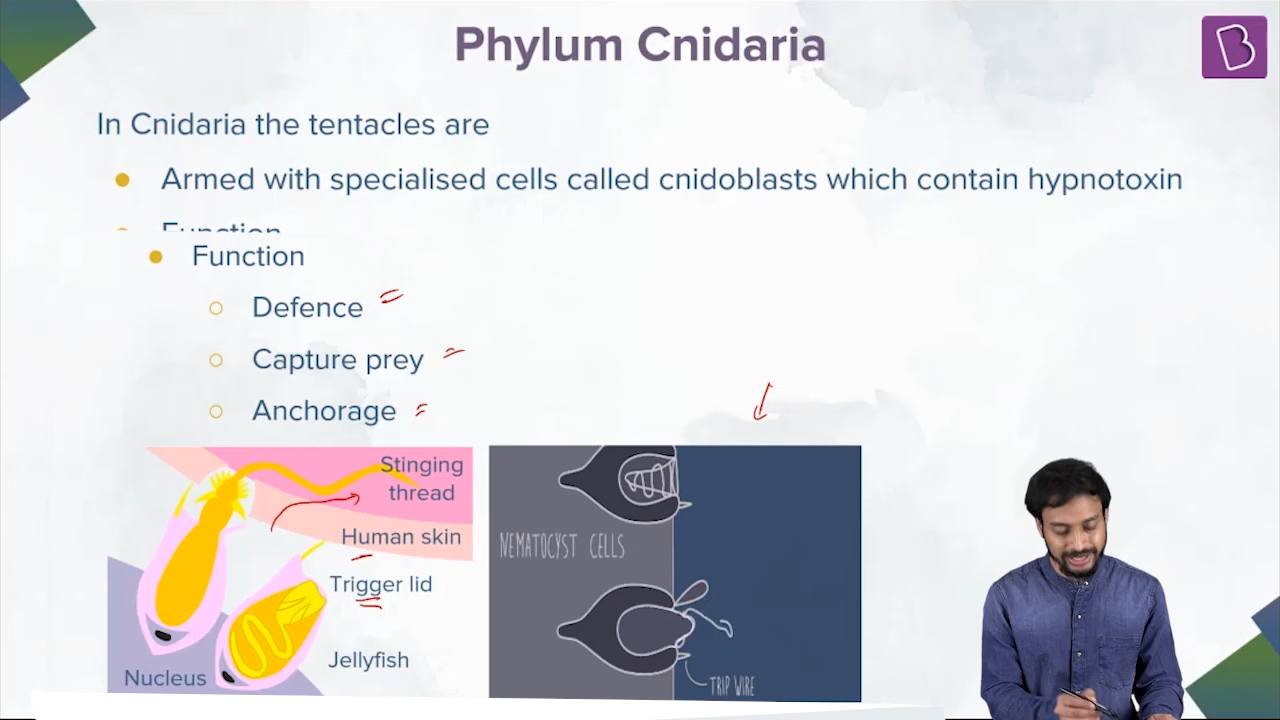 Phylum Cnidaria
In Cnidaria the tentacles are
Armed with specialised cells called cnidoblasts which contain hypnotoxin
Function
Function
Defence
Capture prey
Anchorage
Stinging
thread
Human skin
Trigger lid
Jellyfish
Nucleus
NEMATOCYST CELLS
TRIP WIRE
B